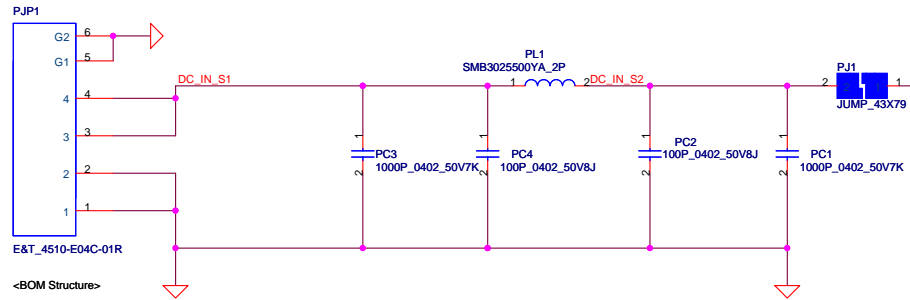 PJP1
G2 6
G1 5
4 4
3 3
2 2
1 1
E&T_4510-E04C-01R
<BOM Structure>
DC_IN_S1
PL1
SMB3025500YA_2P
1 2
DC_IN_S2
PJ1
2 2 1 1
JUMP_43X79
1
PC3
1000P_0402_50V7K
2
1
PC4
100P_0402_50V8J
2
1
PC2
100P_0402_50V8J
2
1
PC1
1000P_0402_50V7K
2